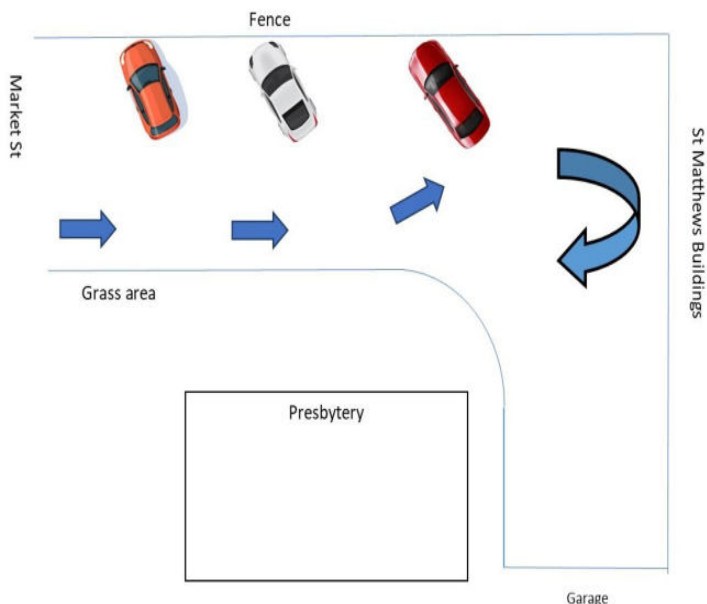 Fence
Market St
St Matthews Buildings
Grass area
Presbytery
Garage